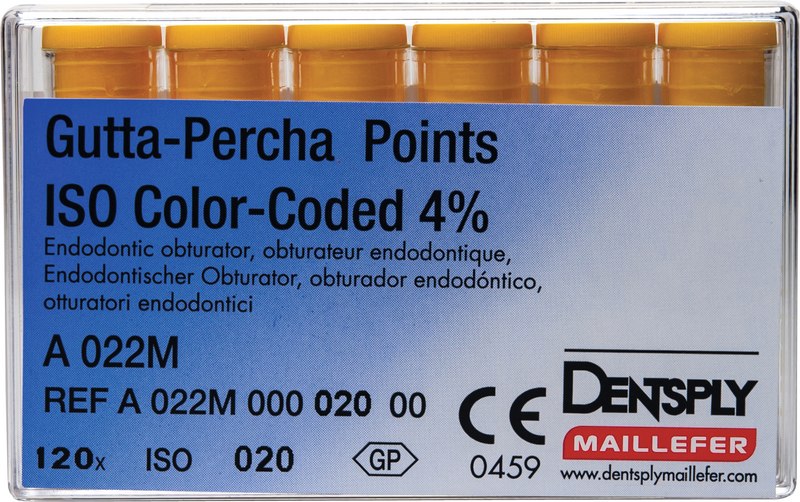 Gutta-Percha Points
ISO Color-Coded 4%
Endodontic obturator, obturateur endodontique,
Endodontischer Obturator, obturador endodóntico,
otturatori endodontici
A 022M
REF A 022M 000 020 00
120x ISO 020 GP
CE
0459
DENTSPLY
MAILLEFER
www.dentsplymaillefer.com